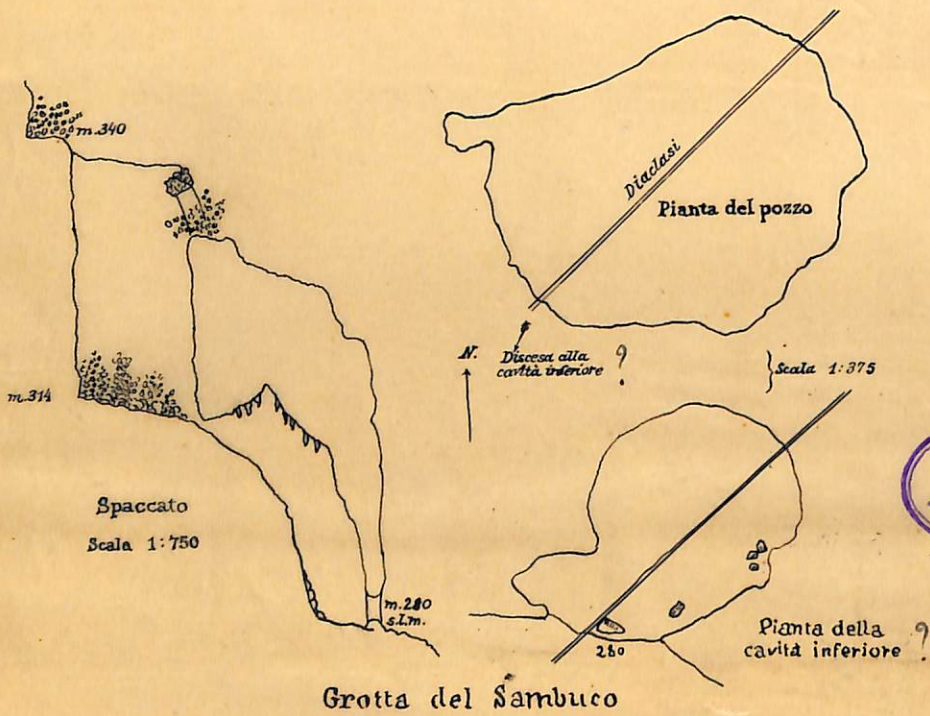 m.340
m.314
Spaccato
Scala 1:750
m.280
s.l.m.
Diaclasi
Pianta del pozzo
N.
Discesa alla
cavità inferiore ?
Scala 1:375
280
Pianta della
cavità inferiore ?
Grotta del Sambuco